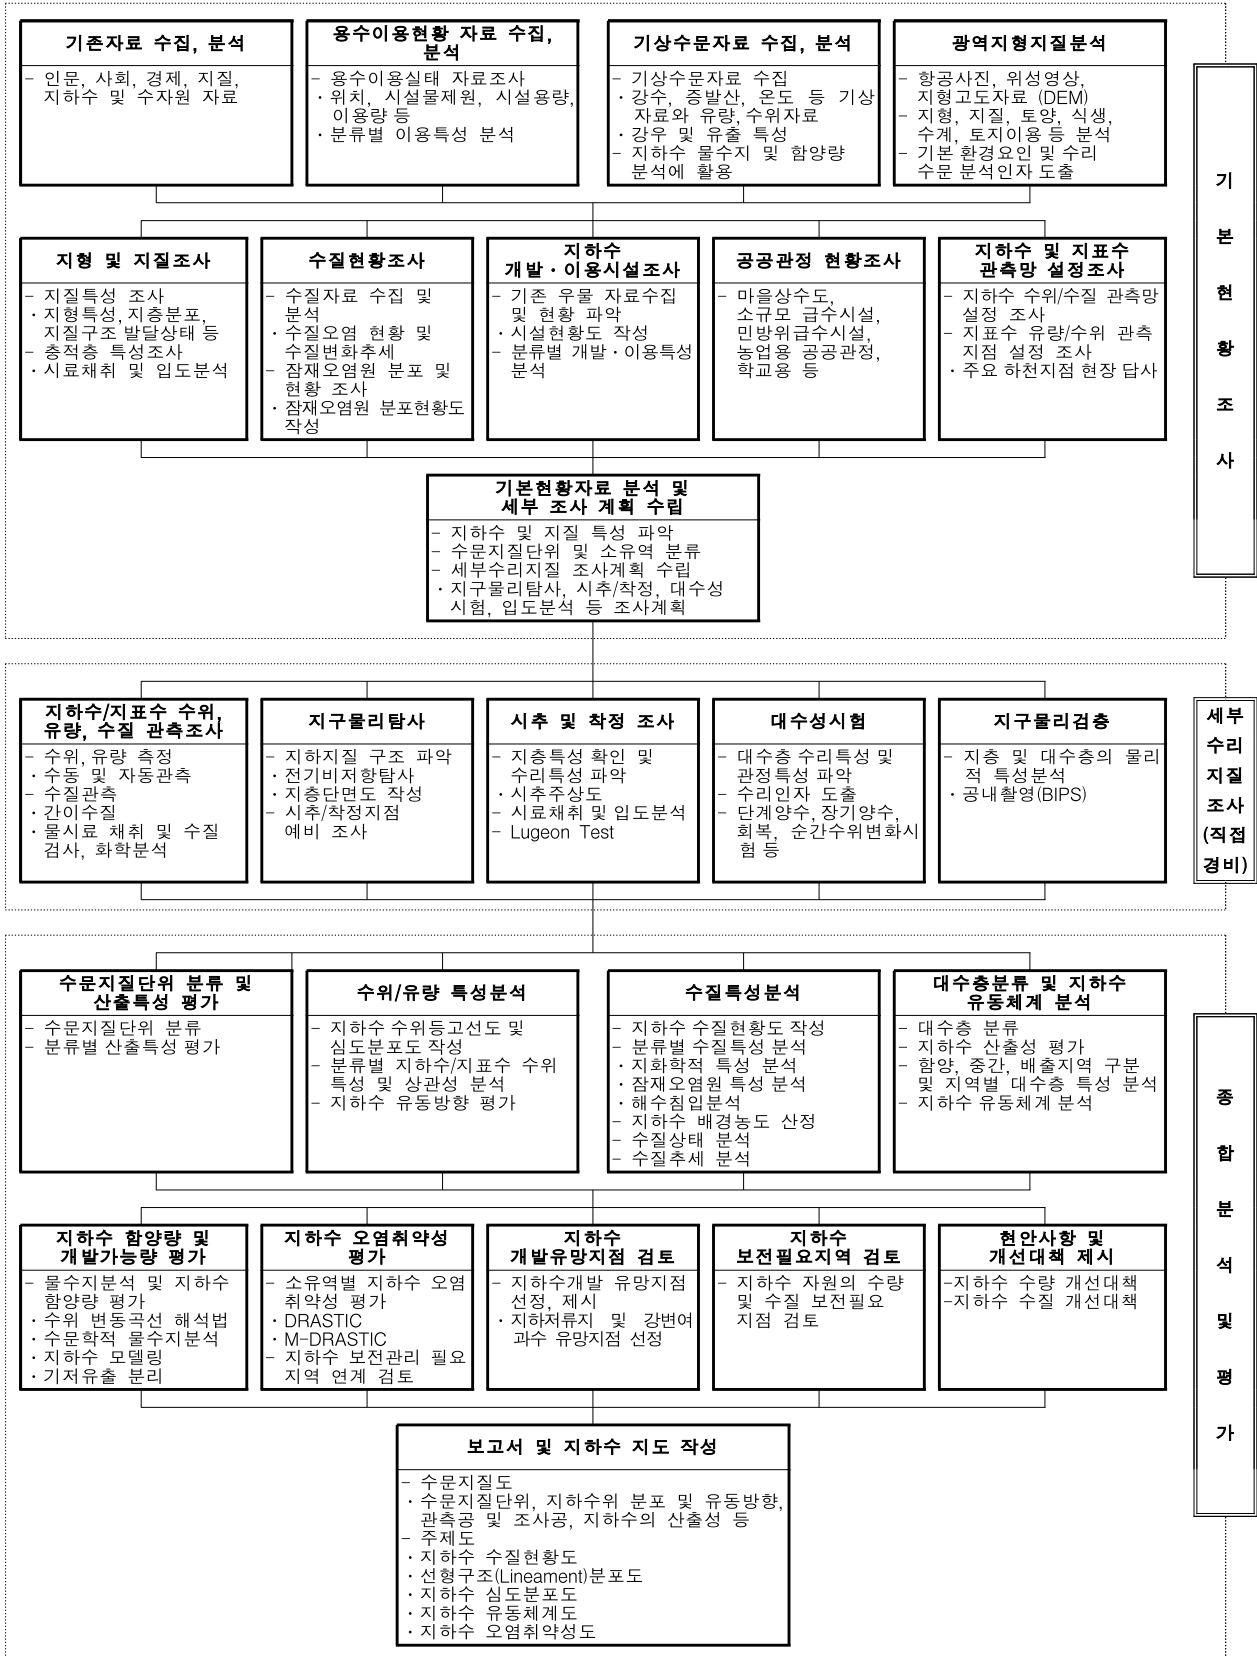 기존자료 수집, 분석
– 인문, 사회, 경제, 지질,
지하수 및 수자원 자료
용수이용현황 자료 수집,
분석
– 용수이용실태 자료조사
· 위치, 시설물제원, 시설용량,
이용량 등
· 분류별 이용특성 분석
기상수문자료 수집, 분석
– 기상수문자료 수집
· 강수, 증발산, 온도 등 기상
자료와 유량, 수위자료
· 강우 및 유출 특성
– 지하수 물수지 및 함양량
분석에 활용
광역지형지질분석
– 항공사진, 위성영상,
지형고도자료 (DEM)
– 지형, 지질, 토양, 식생,
수계, 토지이용 등 분석
– 기본 환경요인 및 수리
수문 분석인자 도출
기
본
현
황
조
사
지형 및 지질조사
– 지질특성 조사
· 지형특성, 지층분포,
지질구조 발달상태 등
– 충적층 특성조사
· 시료채취 및 입도분석
수질현황조사
– 수질자료 수집 및
분석
· 수질오염 현황 및
수질변화추세
– 잠재오염원 분포 및
현황 조사
· 잠재오염원 분포현황도
작성
지하수
개발·이용시설조사
– 기존 우물 자료수집
및 현황 파악
· 시설현황도 작성
– 분류별 개발·이용특성
분석
공공관정 현황조사
– 마을상수도,
소규모 급수시설,
민방위급수시설,
농업용 공공관정,
학교용 등
지하수 및 지표수
관측망 설정조사
– 지하수 수위/수질 관측망
설정 조사
– 지표수 유량/수위 관측
지점 설정 조사
· 주요 하천지점 현장 답사
기본현황자료 분석 및
세부 조사 계획 수립
– 지하수 및 지질 특성 파악
– 수문지질단위 및 소유역 분류
– 세부수리지질 조사계획 수립
· 지구물리탐사, 시추/착정, 대수성
시험, 입도분석 등 조사계획
지하수/지표수 수위,
유량, 수질 관측조사
– 수위, 유량 측정
· 수동 및 자동관측
– 수질관측
· 간이수질
· 물시료 채취 및 수질
검사, 화학분석
지구물리탐사
– 지하지질 구조 파악
· 전기비저항탐사
· 지층단면도 작성
– 시추/착정지점
예비 조사
시추 및 착정 조사
– 지층특성 확인 및
수리특성 파악
· 시추주상도
· 시료채취 및 입도분석
– Lugeon Test
대수성시험
– 대수층 수리특성 및
관정특성 파악
· 수리인자 도출
– 단계양수, 장기양수,
회복, 순간수위변화시
험 등
지구물리검층
– 지층 및 대수층의 물리
적 특성분석
· 공내촬영(BIPS)
세부
수리
지질
조사
(직접
경비)
수문지질단위 분류 및
산출특성 평가
– 수문지질단위 분류
– 분류별 산출특성 평가
수위/유량 특성분석
– 지하수 수위등고선도 및
심도분포도 작성
– 분류별 지하수/지표수 수위
특성 및 상관성 분석
– 지하수 유동방향 평가
수질특성분석
– 지하수 수질현황도 작성
– 분류별 수질특성 분석
· 지화학적 특성 분석
· 잠재오염원 특성 분석
· 해수침입분석
– 지하수 배경농도 산정
– 수질상태 분석
– 수질추세 분석
대수층분류 및 지하수
유동체계 분석
– 대수층 분류
– 지하수 산출성 평가
– 함양, 중간, 배출지역 구분
및 지역별 대수층 특성 분석
– 지하수 유동체계 분석
종
합
분
석
및
평
가
지하수 함양량 및
개발가능량 평가
– 물수지분석 및 지하수
함양량 평가
· 수위 변동곡선 해석법
· 수문학적 물수지분석
· 지하수 모델링
· 기저유출 분리
지하수 오염취약성
평가
– 소유역별 지하수 오염
취약성 평가
· DRASTIC
· M-DRASTIC
– 지하수 보전관리 필요
지역 연계 검토
지하수
개발유망지점 검토
– 지하수개발 유망지점
선정, 제시
· 지하저류지 및 강변여
과수 유망지점 선정
지하수
보전필요지역 검토
– 지하수 자원의 수량
및 수질 보전필요
지점 검토
현안사항 및
개선대책 제시
–지하수 수량 개선대책
–지하수 수질 개선대책
보고서 및 지하수 지도 작성
– 수문지질도
· 수문지질단위, 지하수위 분포 및 유동방향,
관측공 및 조사공, 지하수의 산출성 등
– 주제도
· 지하수 수질현황도
· 선형구조(Lineament)분포도
· 지하수 심도분포도
· 지하수 유동체계도
· 지하수 오염취약성도